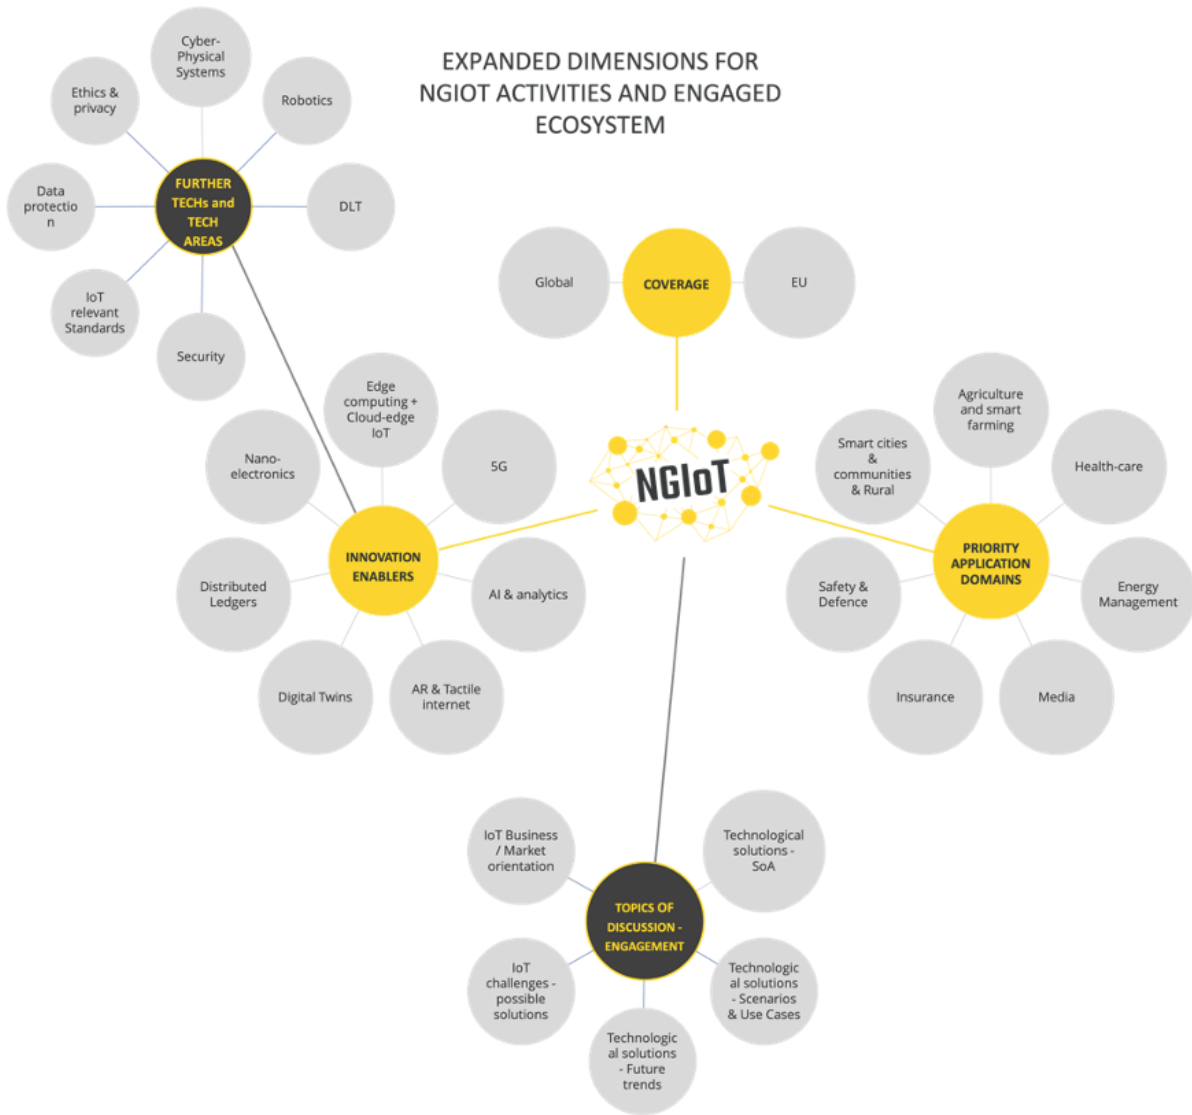 EXPANDED DIMENSIONS FOR
NGIOT ACTIVITIES AND ENGAGED
ECOSYSTEM
Cyber-
Physical
Systems
Ethics &
privacy
Robotics
Data
protectio
n
FURTHER
TECHs and
TECH
AREAS
DLT
IoT
relevant
Standards
Security
Global
COVERAGE
EU
Edge
computing +
Cloud-edge
IoT
Nano-
electronics
5G
INNOVATION
ENABLERS
Distributed
Ledgers
AI & analytics
Digital Twins
AR & Tactile
internet
NGIoT
Agriculture
and smart
farming
Smart cities
&
communities
& Rural
Health-care
PRIORITY
APPLICATION
DOMAINS
Safety &
Defence
Energy
Management
Insurance
Media
IoT Business
/ Market
orientation
Technological
solutions -
SoA
TOPICS OF
DISCUSSION -
ENGAGEMENT
IoT
challenges -
possible
solutions
Technologic
al solutions
- Scenarios
& Use Cases
Technologic
al solutions
- Future
trends